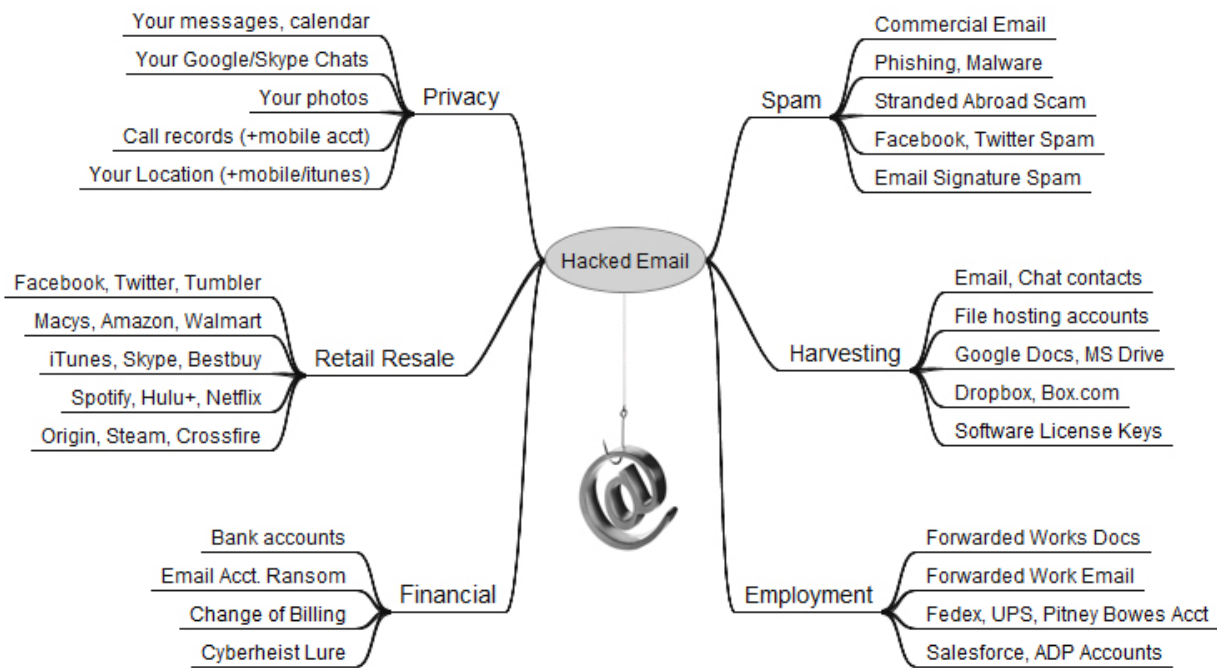 Your messages, calendar
Your Google/Skype Chats
Your photos
Call records (+mobile acct)
Your Location (+mobile/itunes)
Privacy
Facebook, Twitter, Tumbler
Macys, Amazon, Walmart
iTunes, Skype, Bestbuy
Spotify, Hulu+, Netflix
Origin, Steam, Crossfire
Retail Resale
Bank accounts
Email Acct. Ransom
Change of Billing
Cyberheist Lure
Financial
Hacked Email
@
Spam
Commercial Email
Phishing, Malware
Stranded Abroad Scam
Facebook, Twitter Spam
Email Signature Spam
Harvesting
Email, Chat contacts
File hosting accounts
Google Docs, MS Drive
Dropbox, Box.com
Software License Keys
Employment
Forwarded Works Docs
Forwarded Work Email
Fedex, UPS, Pitney Bowes Acct
Salesforce, ADP Accounts